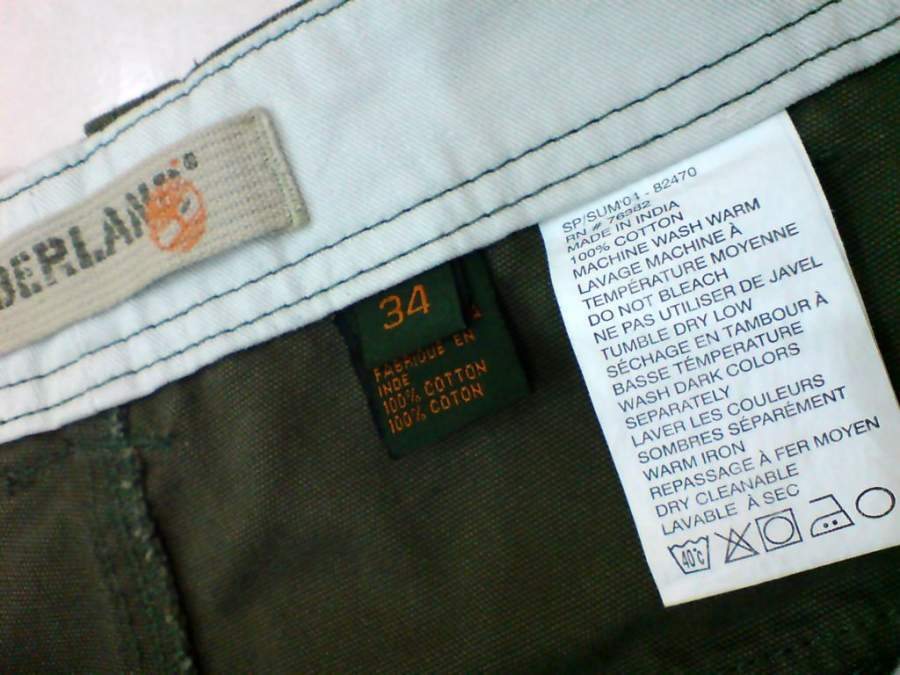 DERLAND®
34
FABRIQUE EN
INDE
100% COTTON
100% COTON
SP/SUM'01 - 82470
RN # 76982
MADE IN INDIA
100% COTTON
MACHINE WASH WARM
LAVAGE MACHINE À
TEMPÉRATURE MOYENNE
DO NOT BLEACH
NE PAS UTILISER DE JAVEL
TUMBLE DRY LOW
SÉCHAGE EN TAMBOUR À
BASSE TEMPÉRATURE
WASH DARK COLORS
SEPARATELY
LAVER LES COULEURS
SOMBRES SÉPARÉMENT
WARM IRON
REPASSAGE À FER MOYEN
DRY CLEANABLE
LAVABLE À SEC
40°C